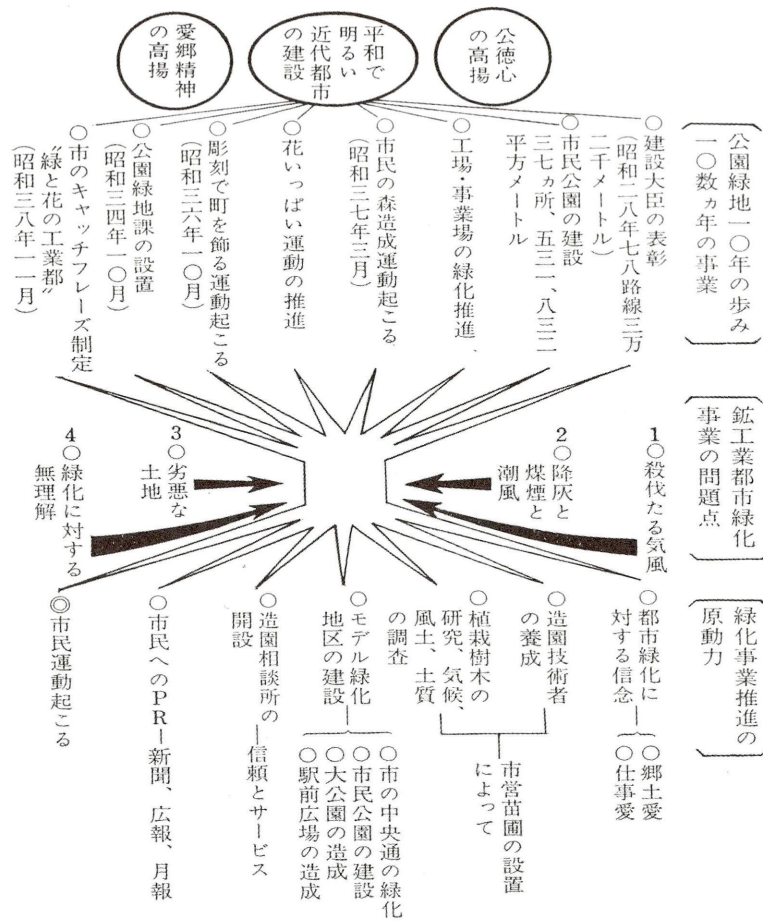 公徳心
の高揚
平和で
明るい
近代都市
の建設
愛郷精神
の高揚
公園緑地一〇年の歩み
一〇数ヵ年の事業
○建設大臣の表彰
（昭和二八年七八路線三万
二千メートル）
○市民公園の建設
三七ヵ所、五三一、八三二
平方メートル
○工場・事業場の緑化推進、
○市民の森造成運動起こる
（昭和三七年三月）
○花いっぱい運動の推進
○彫刻で町を飾る運動起こる
（昭和三六年一〇月）
○公園緑地課の設置
（昭和三四年一〇月）
○市のキャッチフレーズ制定
〝緑と花の工業都〟
（昭和三八年一一月）
鉱工業都市緑化
事業の問題点
1○殺伐たる気風
2○降灰と
煤煙と
潮風
3○劣悪な
土地
4○緑化に対する
無理解
緑化事業推進の
原動力
○都市緑化に
対する信念
○郷土愛
○仕事愛
○造園技術者
の養成
○植栽樹木の
研究、気候、
風土、土質
の調査
市営苗圃の設置
によって
○モデル緑化
地区の建設
○市の中央通の緑化
○市民公園の建設
○大公園の造成
○駅前広場の造成
○造園相談所の
開設
信頼とサービス
○市民へのPR―新聞、広報、月報
◎市民運動起こる